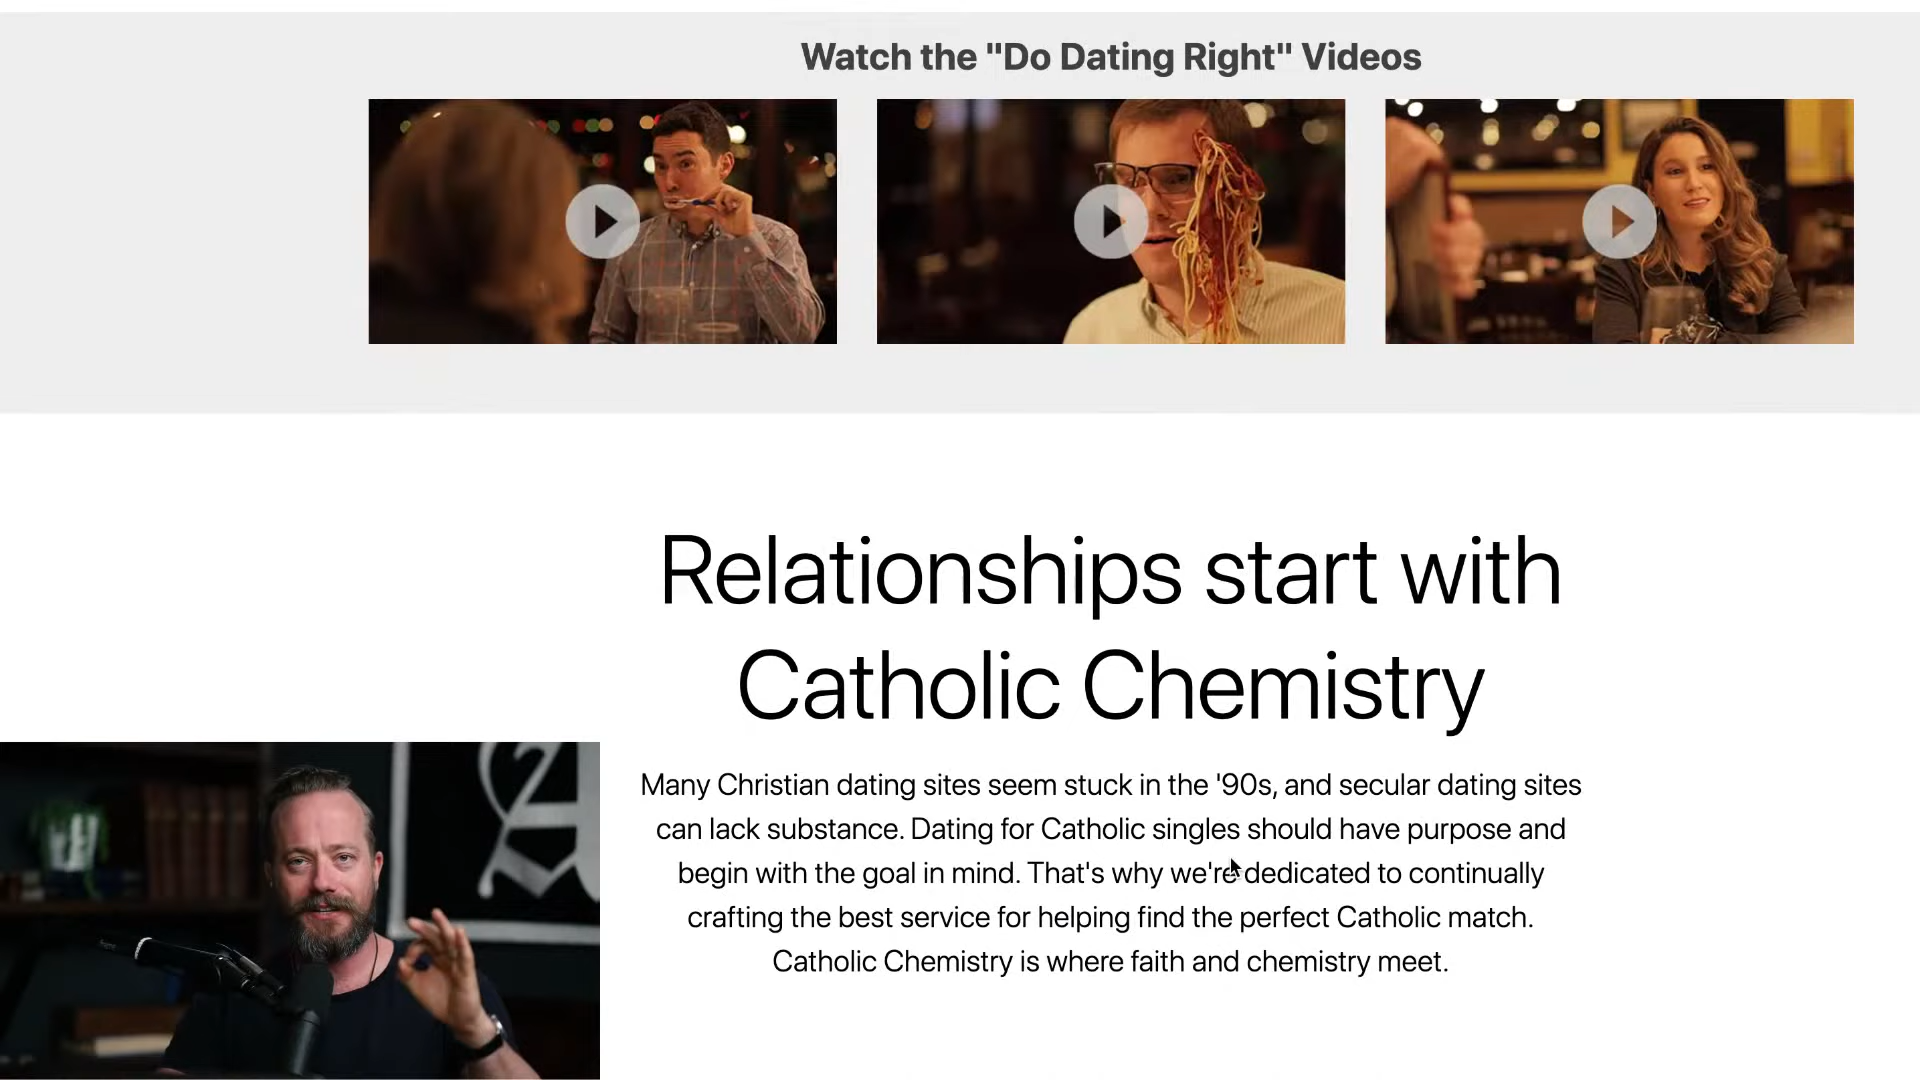 Watch the "Do Dating Right" Videos
Relationships start with
Catholic Chemistry
Many Christian dating sites seem stuck in the '90s, and secular dating sites
can lack substance. Dating for Catholic singles should have purpose and
begin with the goal in mind. That's why we're dedicated to continually
crafting the best service for helping find the perfect Catholic match.
Catholic Chemistry is where faith and chemistry meet.